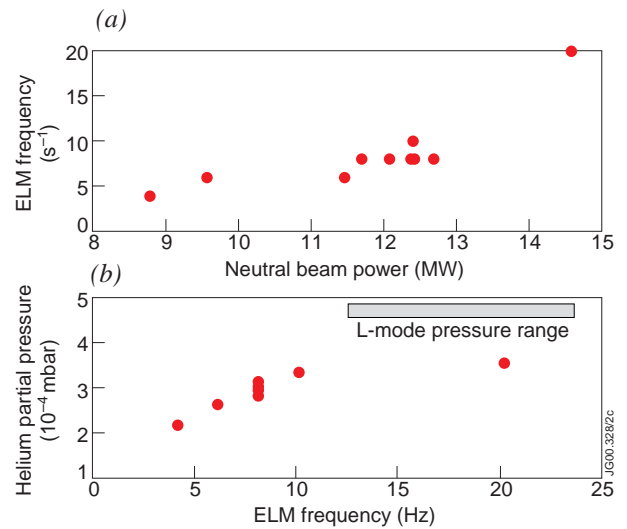 (a)
20
15
10
5
0
ELM frequency
(s⁻¹)
8 9 10 11 12 13 14 15
Neutral beam power (MW)
(b)
5
4
3
2
1
Helium partial pressure
(10⁻⁴ mbar)
L-mode pressure range
0 5 10 15 20 25
ELM frequency (Hz)
JG00.328/2c